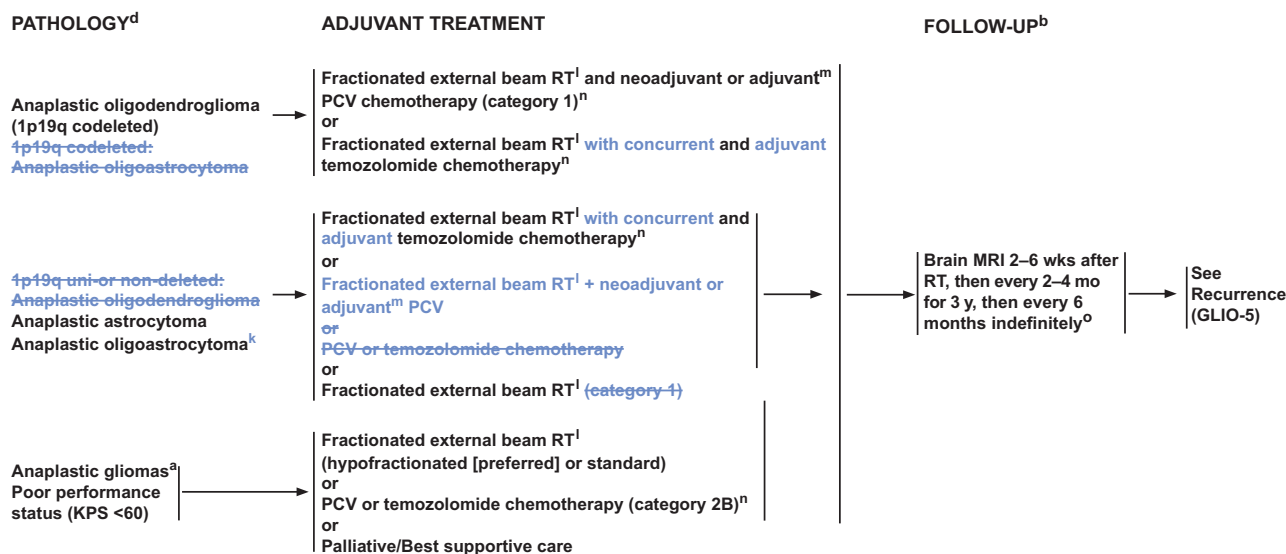 PATHOLOGYd
ADJUVANT TREATMENT
FOLLOW-UPb
Anaplastic oligodendroglioma
(1p19q codeleted)
1p19q codeleted:
Anaplastic oligoastrocytoma
Fractionated external beam RTl and neoadjuvant or adjuvantm
PCV chemotherapy (category 1)n
or
Fractionated external beam RTl with concurrent and adjuvant
temozolomide chemotherapyn
1p19q uni-or non-deleted:
Anaplastic oligodendroglioma
Anaplastic astrocytoma
Anaplastic oligoastrocytomak
Fractionated external beam RTl with concurrent and
adjuvant temozolomide chemotherapyn
or
Fractionated external beam RTl + neoadjuvant or
adjuvantm PCV
or
PCV or temozolomide chemotherapy
or
Fractionated external beam RTl (category 1)
Anaplastic gliomasa
Poor performance
status (KPS <60)
Fractionated external beam RTl
(hypofractionated [preferred] or standard)
or
PCV or temozolomide chemotherapy (category 2B)n
or
Palliative/Best supportive care
Brain MRI 2–6 wks after
RT, then every 2–4 mo
for 3 y, then every 6
months indefinitelyo
See
Recurrence
(GLIO-5)